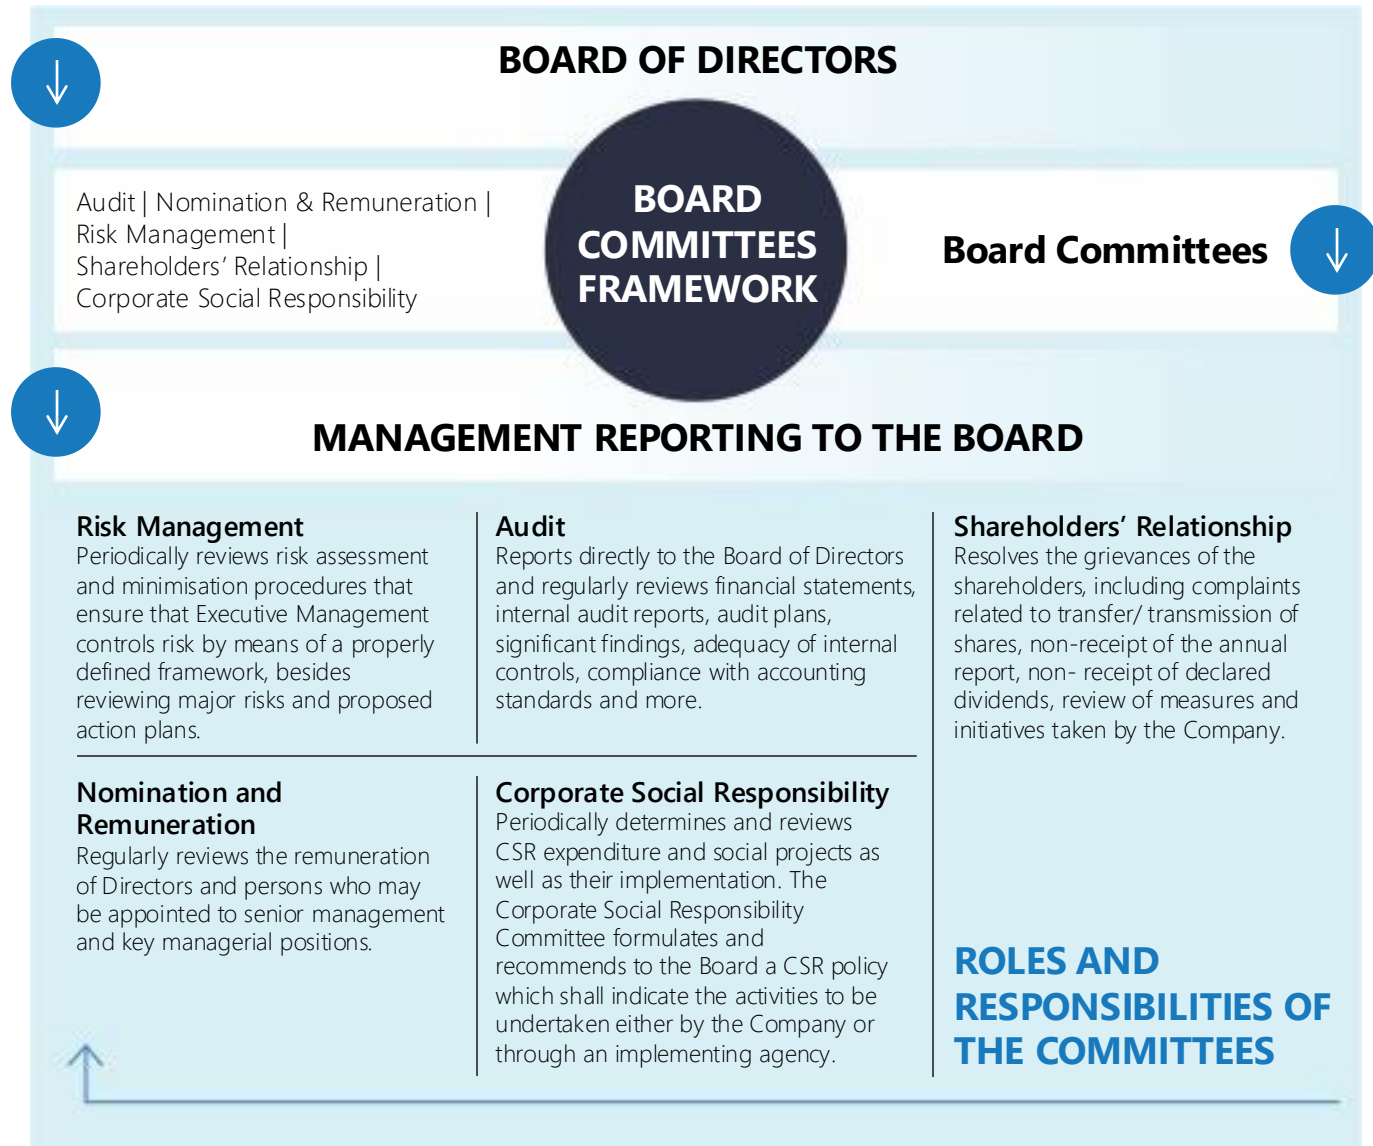 BOARD OF DIRECTORS
Audit | Nomination & Remuneration |
Risk Management |
Shareholders’ Relationship |
Corporate Social Responsibility
BOARD
COMMITTEES
FRAMEWORK
Board Committees
MANAGEMENT REPORTING TO THE BOARD
Risk Management
Periodically reviews risk assessment
and minimisation procedures that
ensure that Executive Management
controls risk by means of a properly
defined framework, besides
reviewing major risks and proposed
action plans.
Audit
Reports directly to the Board of Directors
and regularly reviews financial statements,
internal audit reports, audit plans,
significant findings, adequacy of internal
controls, compliance with accounting
standards and more.
Shareholders’ Relationship
Resolves the grievances of the
shareholders, including complaints
related to transfer/ transmission of
shares, non-receipt of the annual
report, non- receipt of declared
dividends, review of measures and
initiatives taken by the Company.
Nomination and
Remuneration
Regularly reviews the remuneration
of Directors and persons who may
be appointed to senior management
and key managerial positions.
Corporate Social Responsibility
Periodically determines and reviews
CSR expenditure and social projects as
well as their implementation. The
Corporate Social Responsibility
Committee formulates and
recommends to the Board a CSR policy
which shall indicate the activities to be
undertaken either by the Company or
through an implementing agency.
ROLES AND
RESPONSIBILITIES OF
THE COMMITTEES